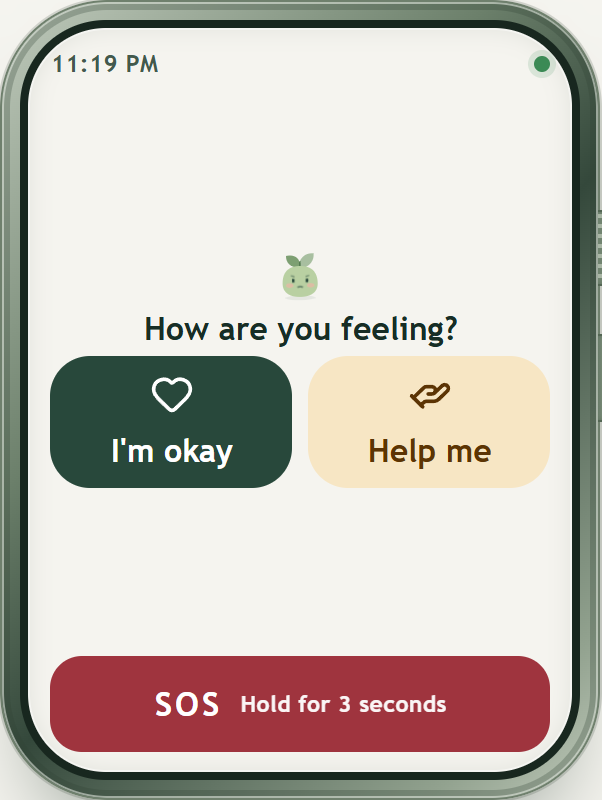 11:19 PM
How are you feeling?
I'm okay
Help me
SOS Hold for 3 seconds